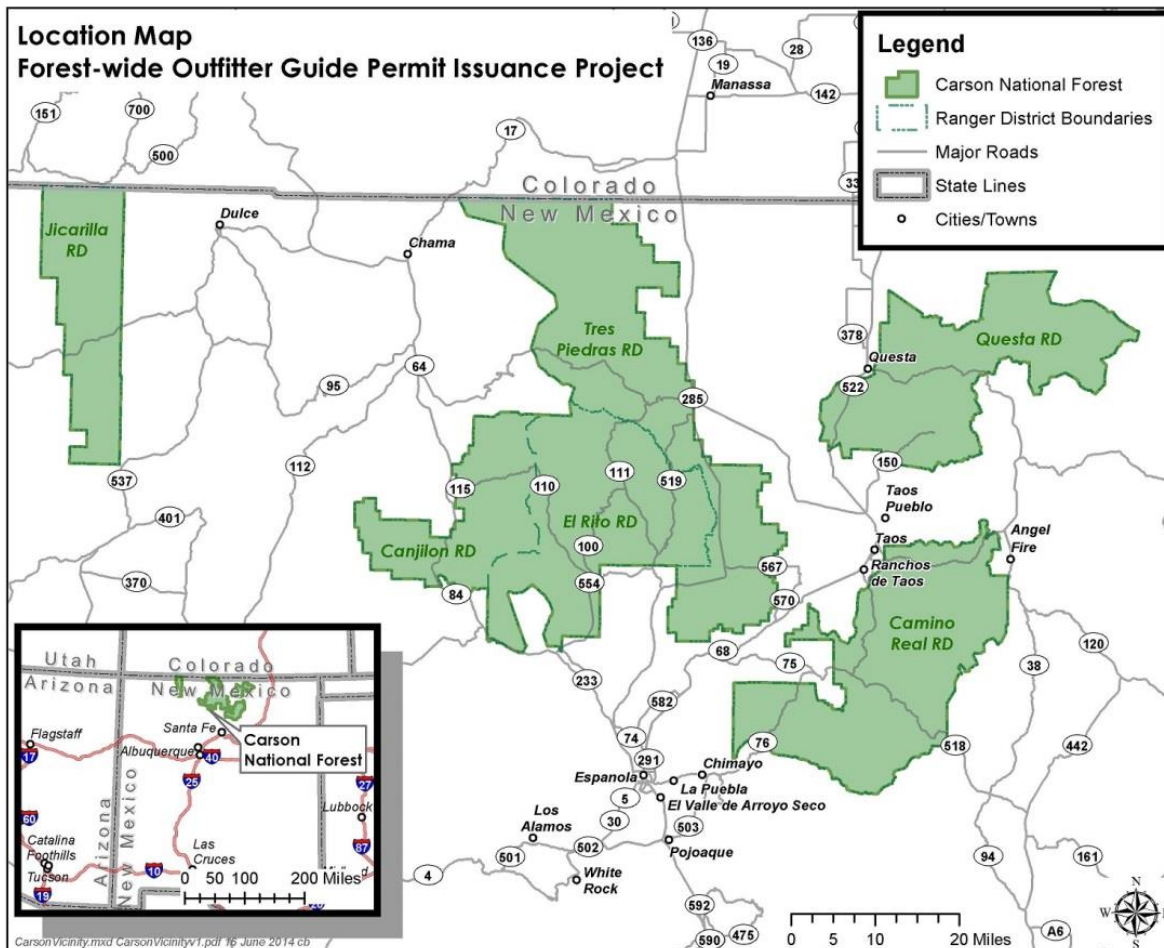 Location Map
Forest-wide Outfitter Guide Permit Issuance Project
Legend
Carson National Forest
Ranger District Boundaries
Major Roads
State Lines
Cities/Towns
136
28
19
Manassa
142
151
700
500
17
33
Colorado
New Mexico
Jicarilla
RD
Dulce
Chama
Tres
Piedras RD
378
Questa RD
Questa
522
64
95
285
150
112
537
115
110
111
519
401
Taos
Pueblo
El Rito RD
Taos
Angel
Fire
Canjilon RD
100
Ranchos
de Taos
370
554
567
84
570
Camino
Real RD
120
68
75
38
233
582
74
76
518
442
291
Espanola
Chimayo
La Puebla
El Valle de Arroyo Seco
5
30
Los
Alamos
503
501
502
Pojoaque
4
White
Rock
94
161
592
475
590
A6
Utah
Colorado
Arizona
New Mexico
Santa Fe
Carson
National Forest
Flagstaff
17
Albuquerque
40
25
27
Arizona
New Mexico
Lubbock
60
87
Catalina
Foothills
Las
Cruces
Tucson
10
19
0 50 100 200 Miles
0 5 10 20 Miles
N
W
E
S
CarsonVicinity.mxd CarsonVicinityv1.pdf 16 June 2014 cb